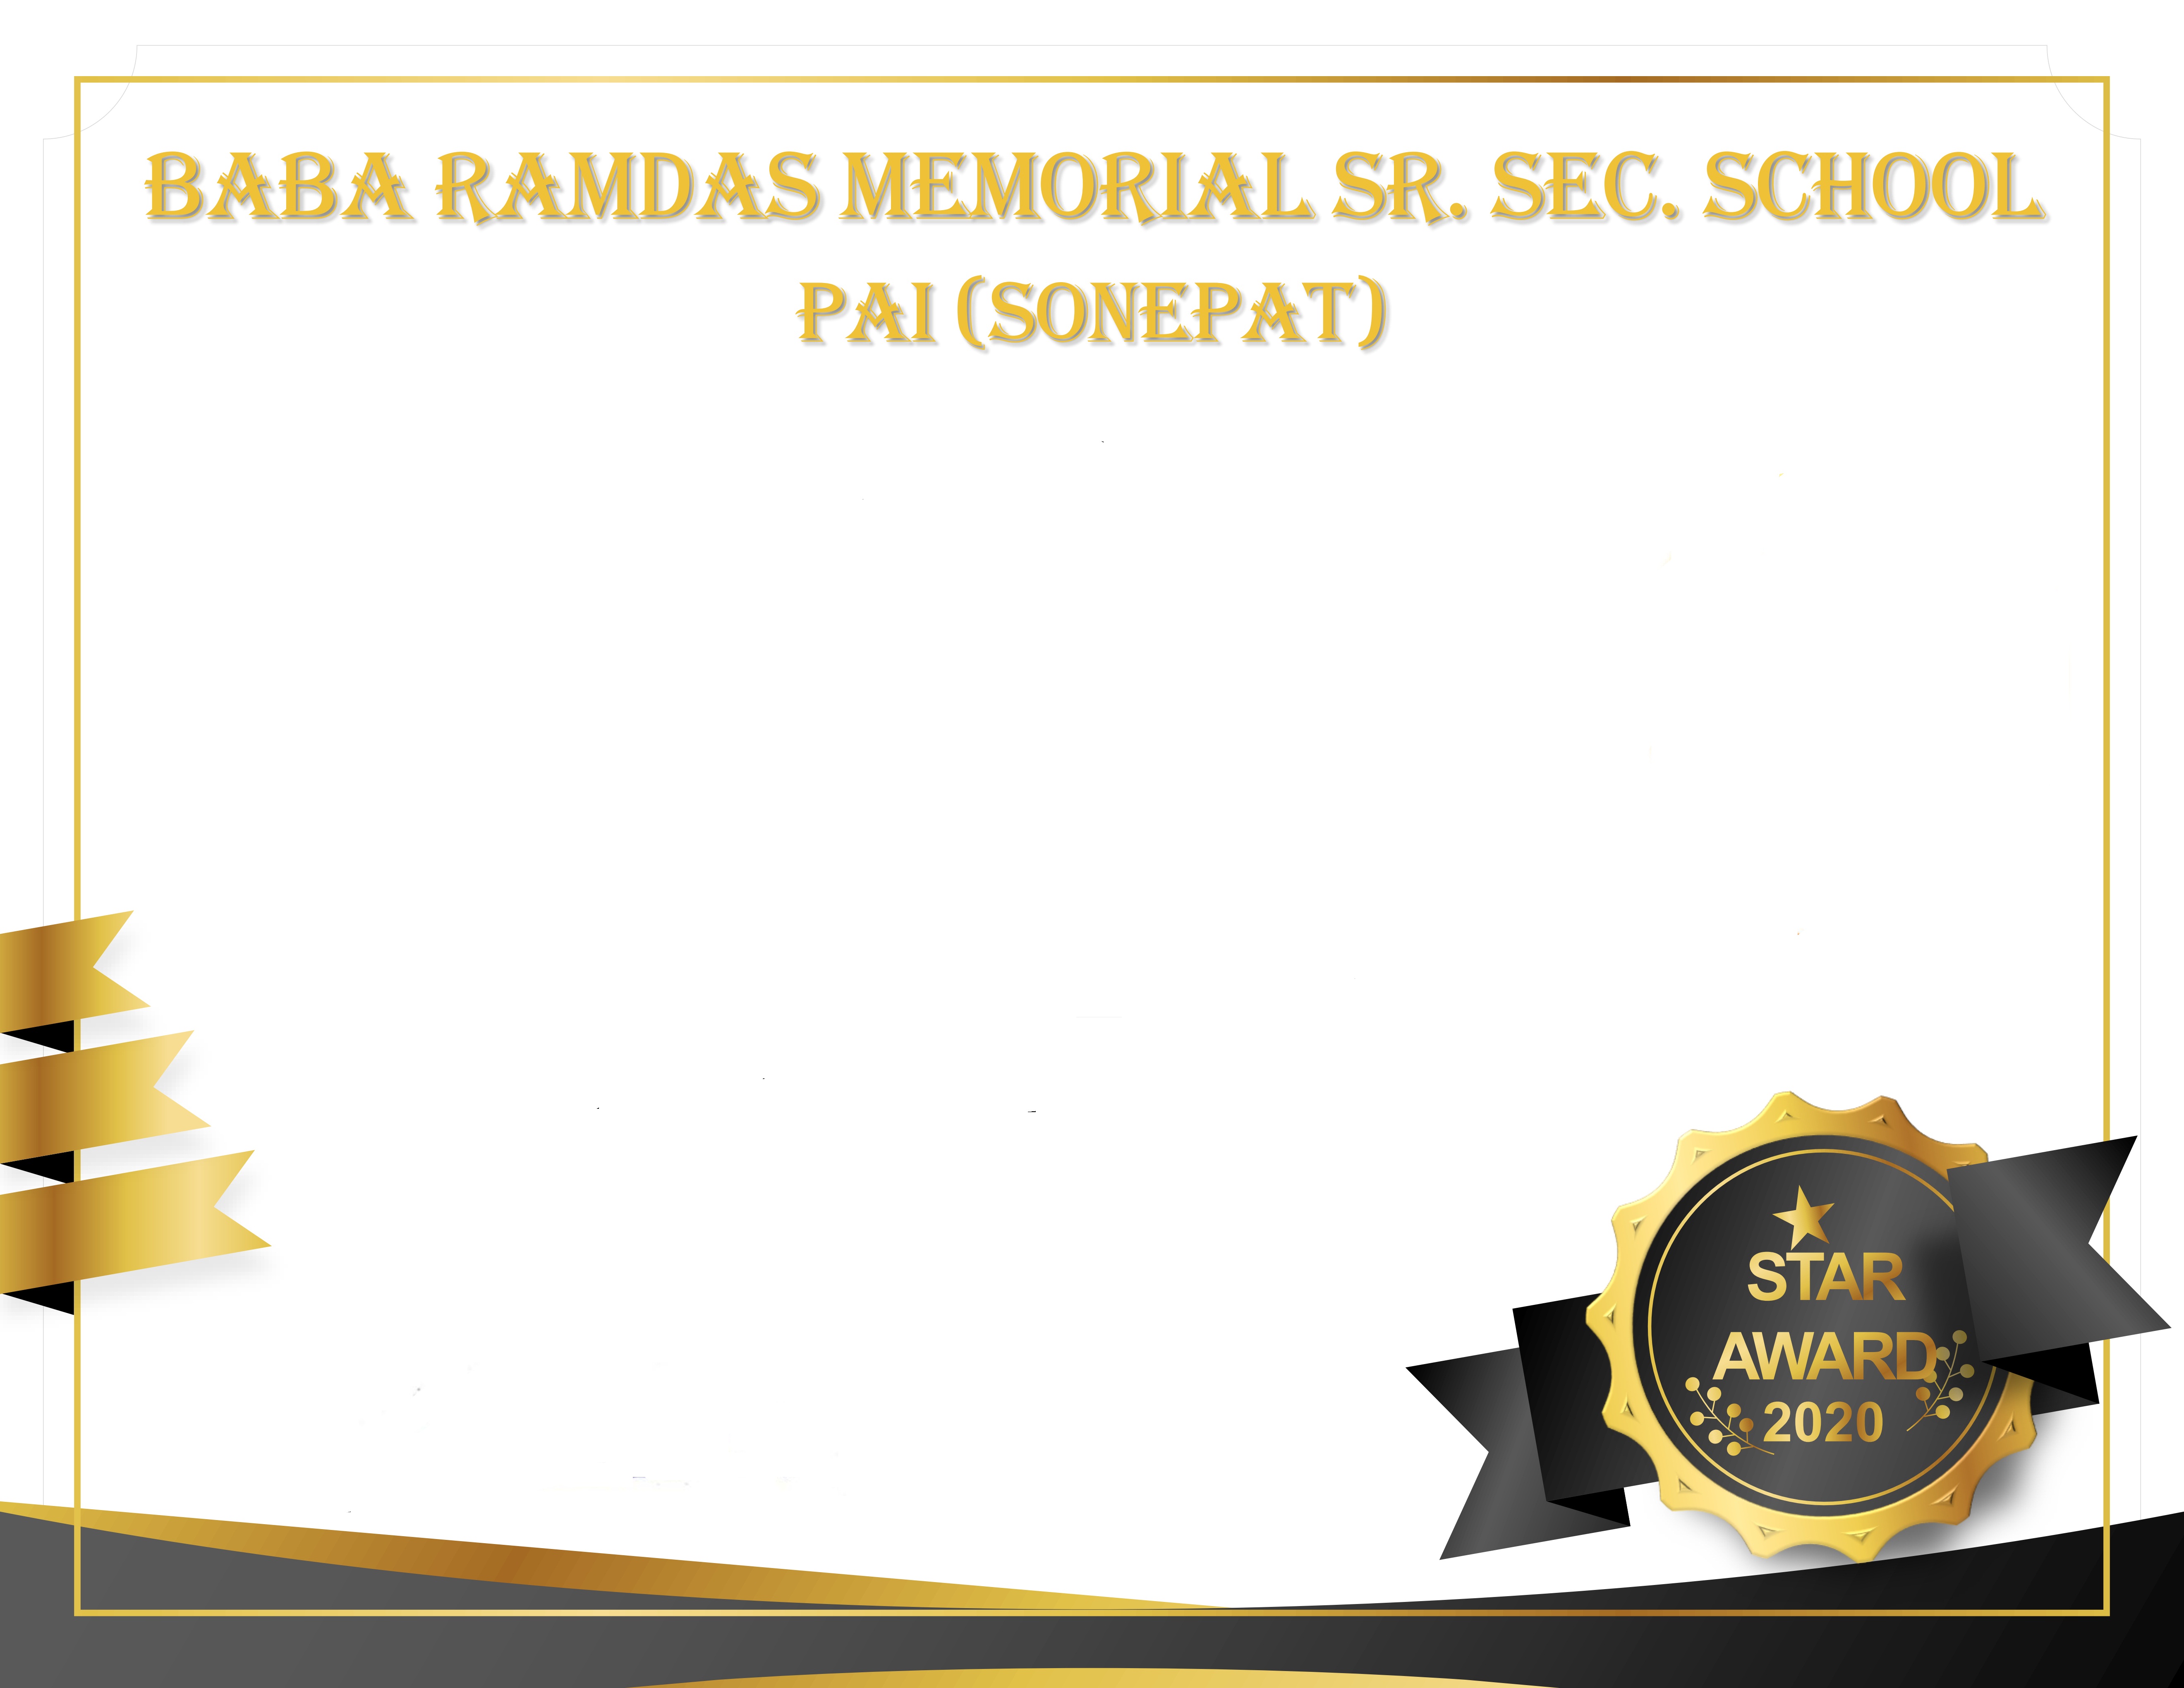 BABA RAMDAS MEMORIAL SR. SEC. SCHOOL
PAI (SONEPAT)
STAR
AWARD
2020